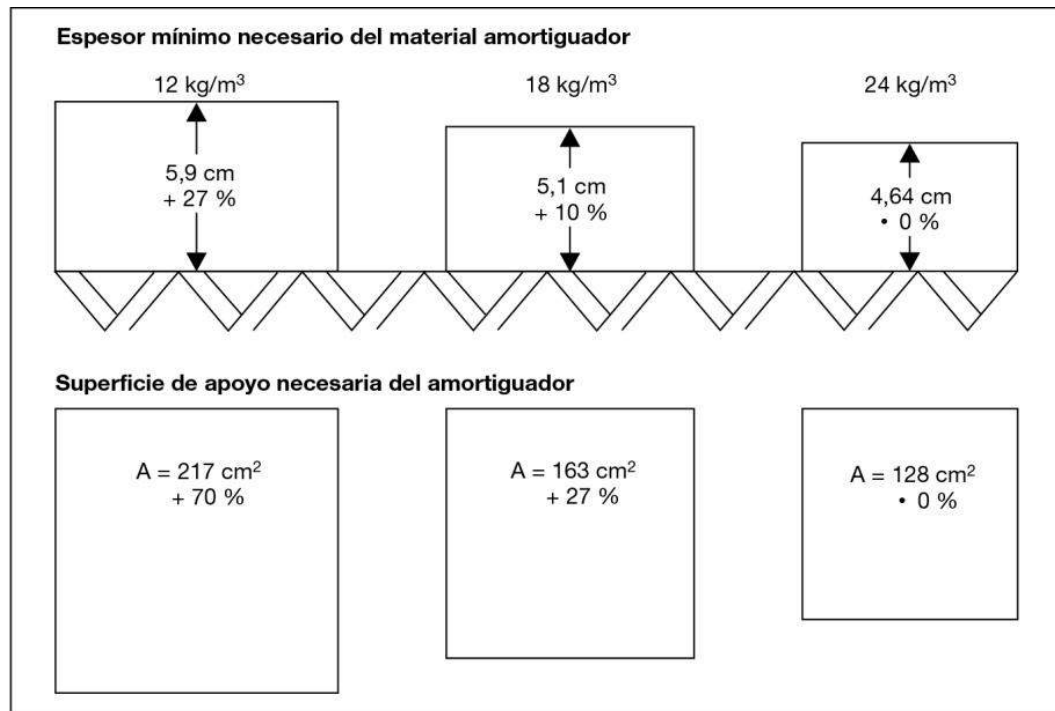 Espesor mínimo necesario del material amortiguador
12 kg/m³
18 kg/m³
24 kg/m³
5,9 cm
+ 27 %
5,1 cm
+ 10 %
4,64 cm
• 0 %
Superficie de apoyo necesaria del amortiguador
A = 217 cm²
+ 70 %
A = 163 cm²
+ 27 %
A = 128 cm²
• 0 %